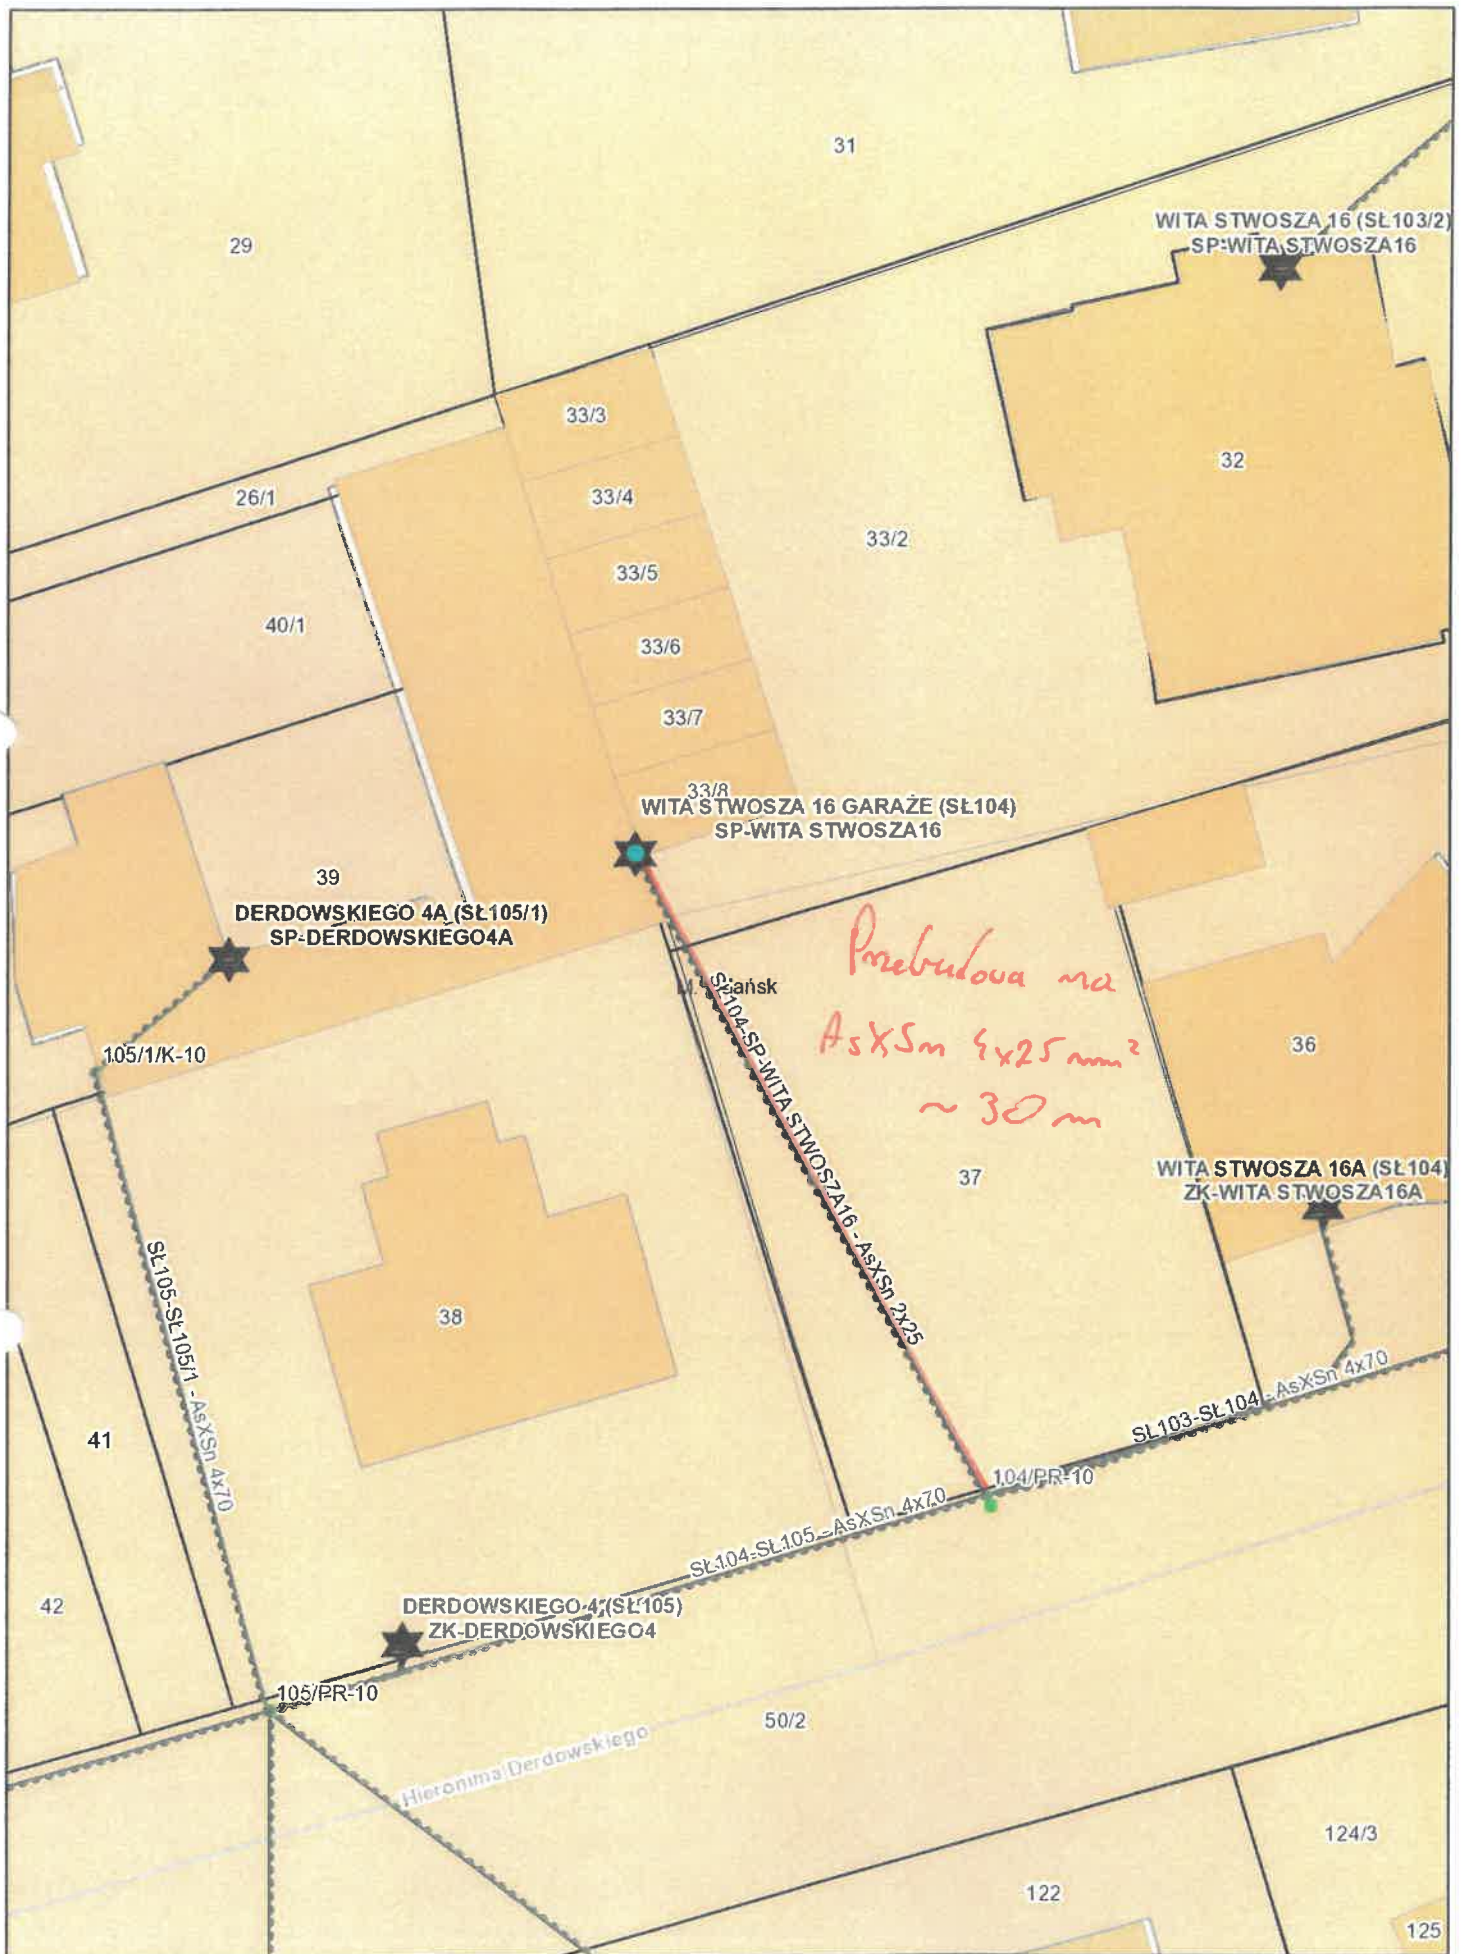 31
WITA STWOSZA 16 (SŁ103/2)
SP-WITA STWOSZA16
29
33/3
32
26/1
33/4
33/2
33/5
40/1
33/6
33/7
33/8
WITA STWOSZA 16 GARAŻE (SŁ104)
SP-WITA STWOSZA16
39
DERDOWSKIEGO 4A (SŁ105/1)
SP-DERDOWSKIEGO4A
Przebudowa na
AsXSn 4x25 mm²
~ 30 m
105/1/K-10
36
SŁ104-SP-WITA STWOSZA16 - AsXSn 2x25
37
WITA STWOSZA 16A (SŁ104)
ZK-WITA STWOSZA16A
SŁ105-SŁ105/1 - AsXSn 4x70
38
41
SŁ103-SŁ104 - AsXSn 4x70
104/PR-10
SŁ104-SŁ105 - AsXSn 4x70
42
DERDOWSKIEGO 4 (SŁ105)
ZK-DERDOWSKIEGO4
105/PR-10
50/2
Hieronima Derdowskiego
124/3
122
125